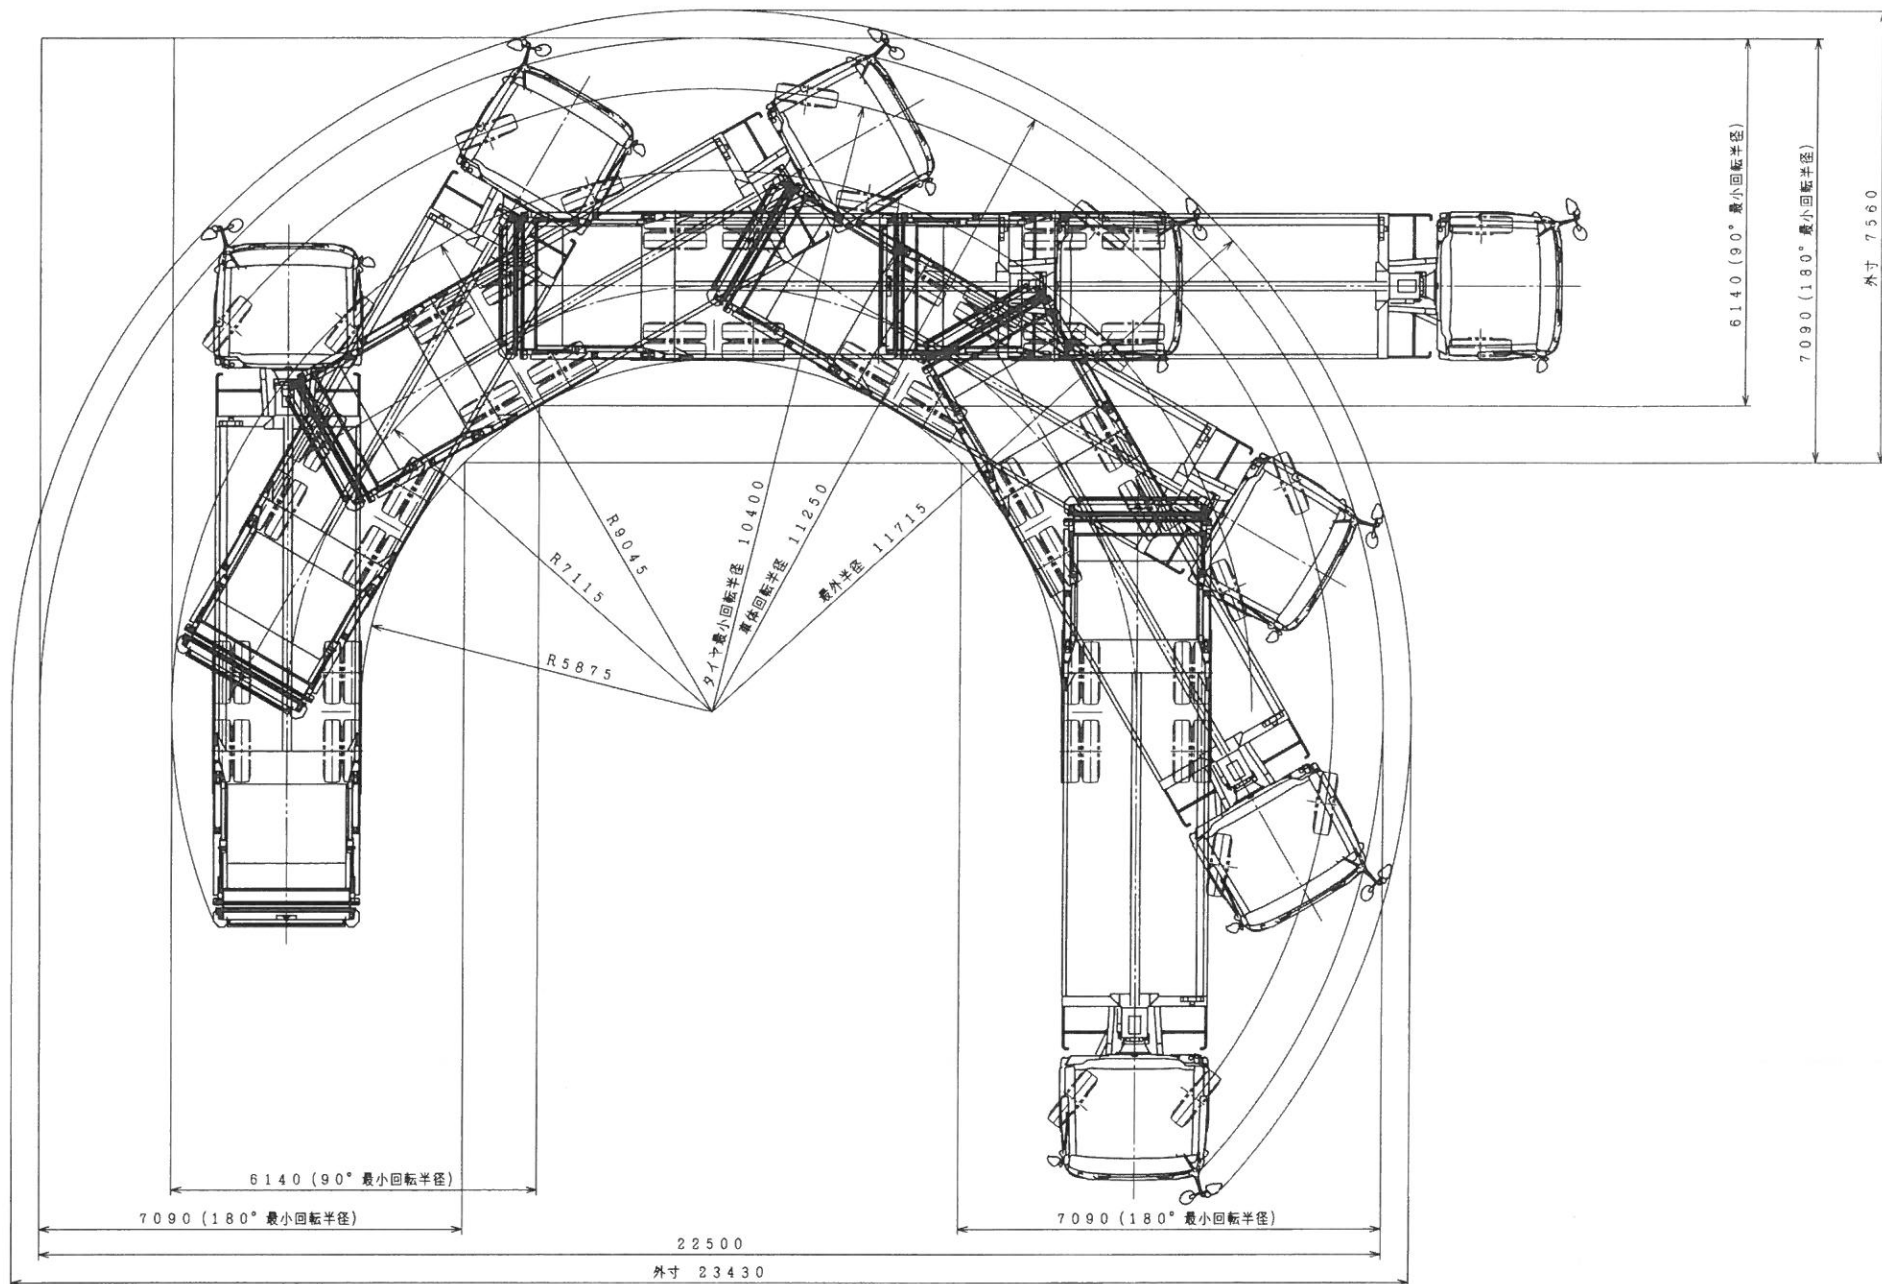 6140(90°最小回転半径)
7090(180°最小回転半径)
外寸 7560
R9045
R7115
R5875
タイヤ最小回転半径 10400
車体回転半径 11250
最外半径 11715
6140(90°最小回転半径)
7090(180°最小回転半径)
7090(180°最小回転半径)
22500
外寸 23430